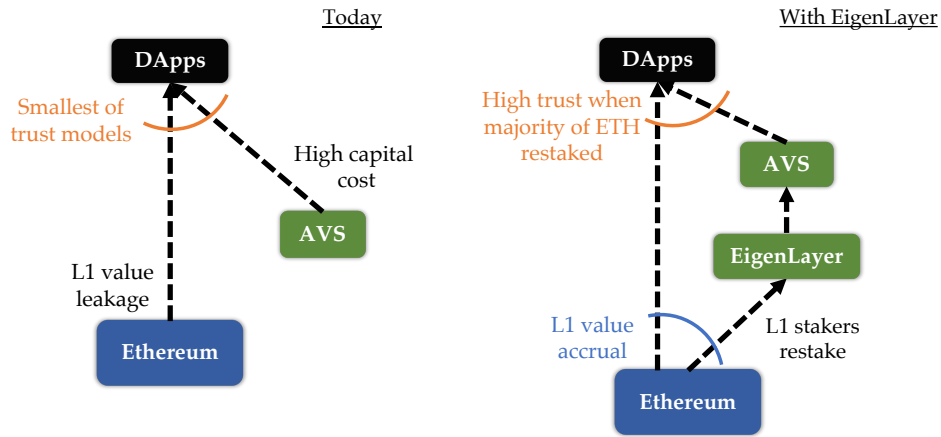 Today
DApps
Smallest of
trust models
High capital
cost
AVS
L1 value
leakage
Ethereum
With EigenLayer
DApps
High trust when
majority of ETH
restaked
AVS
EigenLayer
L1 value
accrual
L1 stakers
restake
Ethereum